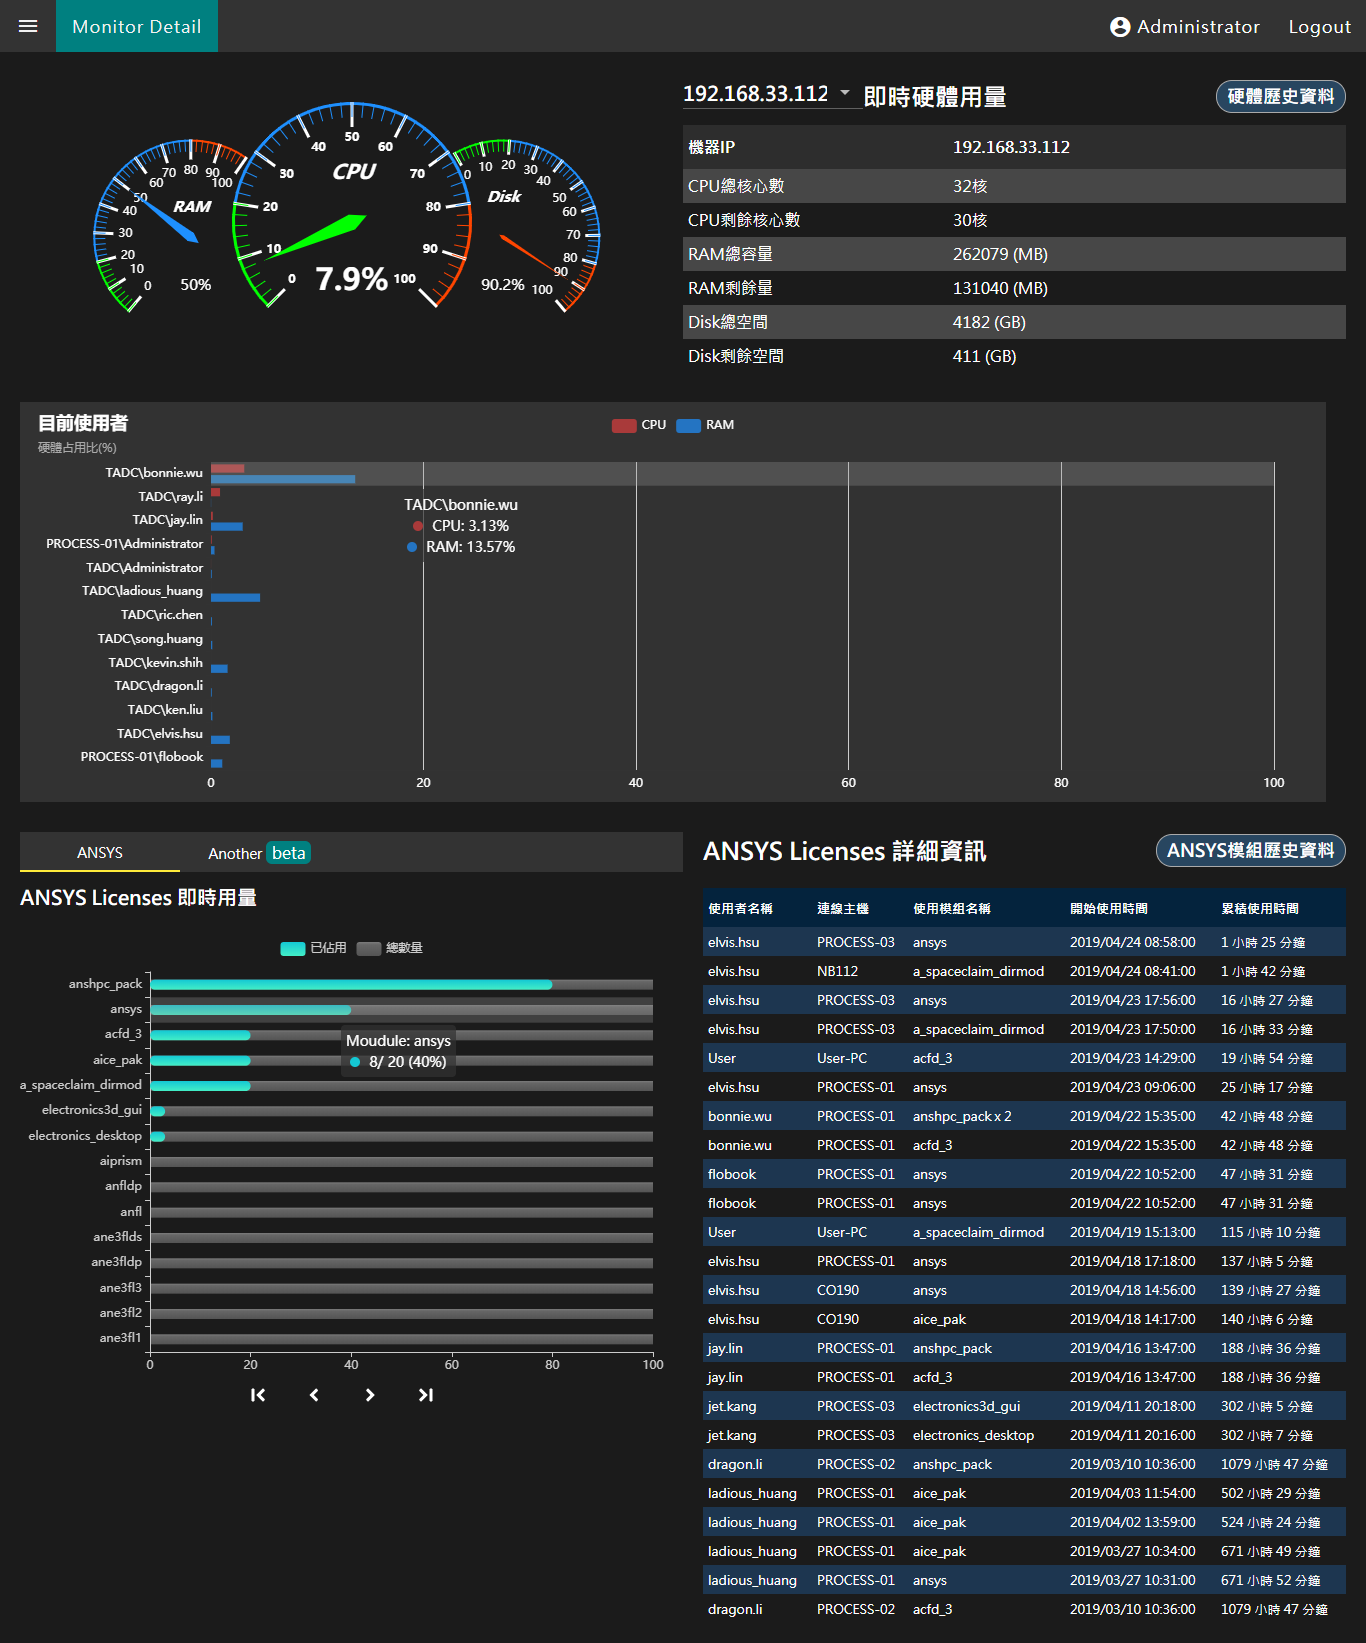 Monitor Detail
Administrator
Logout
0
10
20
30
40
50
60
70
80
90
100
RAM
50%
0
10
20
30
40
50
60
70
80
90
100
CPU
7.9%
0
10
20
30
40
50
60
70
80
90
100
Disk
90.2%
192.168.33.112 即時硬體用量
硬體歷史資料
機器IP 192.168.33.112
CPU總核心數 32核
CPU剩餘核心數 30核
RAM總容量 262079 (MB)
RAM剩餘量 131040 (MB)
Disk總空間 4182 (GB)
Disk剩餘空間 411 (GB)
目前使用者
硬體占用比(%)
CPU RAM
TADC\bonnie.wu
TADC\ray.li
TADC\jay.lin
PROCESS-01\Administrator
TADC\Administrator
TADC\ladious_huang
TADC\ric.chen
TADC\song.huang
TADC\kevin.shih
TADC\dragon.li
TADC\ken.liu
TADC\elvis.hsu
PROCESS-01\flobook
TADC\bonnie.wu
CPU: 3.13%
RAM: 13.57%
0 20 40 60 80 100
ANSYS
Another beta
ANSYS Licenses 即時用量
已佔用 總數量
anshpc_pack
ansys
acfd_3
aice_pak
a_spaceclaim_dirmod
electronics3d_gui
electronics_desktop
aiprism
anfldp
anfl
ane3flds
ane3fldp
ane3fl3
ane3fl2
ane3fl1
Moudule: ansys
8/ 20 (40%)
0 20 40 60 80 100
ANSYS Licenses 詳細資訊
ANSYS模組歷史資料
使用者名稱 連線主機 使用模組名稱 開始使用時間 累積使用時間
elvis.hsu PROCESS-03 ansys 2019/04/24 08:58:00 1 小時 25 分鐘
elvis.hsu NB112 a_spaceclaim_dirmod 2019/04/24 08:41:00 1 小時 42 分鐘
elvis.hsu PROCESS-03 ansys 2019/04/23 17:56:00 16 小時 27 分鐘
elvis.hsu PROCESS-03 a_spaceclaim_dirmod 2019/04/23 17:50:00 16 小時 33 分鐘
User User-PC acfd_3 2019/04/23 14:29:00 19 小時 54 分鐘
elvis.hsu PROCESS-01 ansys 2019/04/23 09:06:00 25 小時 17 分鐘
bonnie.wu PROCESS-01 anshpc_pack x 2 2019/04/22 15:35:00 42 小時 48 分鐘
bonnie.wu PROCESS-01 acfd_3 2019/04/22 15:35:00 42 小時 48 分鐘
flobook PROCESS-01 ansys 2019/04/22 10:52:00 47 小時 31 分鐘
flobook PROCESS-01 ansys 2019/04/22 10:52:00 47 小時 31 分鐘
User User-PC a_spaceclaim_dirmod 2019/04/19 15:13:00 115 小時 10 分鐘
elvis.hsu PROCESS-01 ansys 2019/04/18 17:18:00 137 小時 5 分鐘
elvis.hsu CO190 ansys 2019/04/18 14:56:00 139 小時 27 分鐘
elvis.hsu CO190 aice_pak 2019/04/18 14:17:00 140 小時 6 分鐘
jay.lin PROCESS-01 anshpc_pack 2019/04/16 13:47:00 188 小時 36 分鐘
jay.lin PROCESS-01 acfd_3 2019/04/16 13:47:00 188 小時 36 分鐘
jet.kang PROCESS-03 electronics3d_gui 2019/04/11 20:18:00 302 小時 5 分鐘
jet.kang PROCESS-03 electronics_desktop 2019/04/11 20:16:00 302 小時 7 分鐘
dragon.li PROCESS-02 anshpc_pack 2019/03/10 10:36:00 1079 小時 47 分鐘
ladious_huang PROCESS-01 aice_pak 2019/04/03 11:54:00 502 小時 29 分鐘
ladious_huang PROCESS-01 aice_pak 2019/04/02 13:59:00 524 小時 24 分鐘
ladious_huang PROCESS-01 aice_pak 2019/03/27 10:34:00 671 小時 49 分鐘
ladious_huang PROCESS-01 ansys 2019/03/27 10:31:00 671 小時 52 分鐘
dragon.li PROCESS-02 acfd_3 2019/03/10 10:36:00 1079 小時 47 分鐘